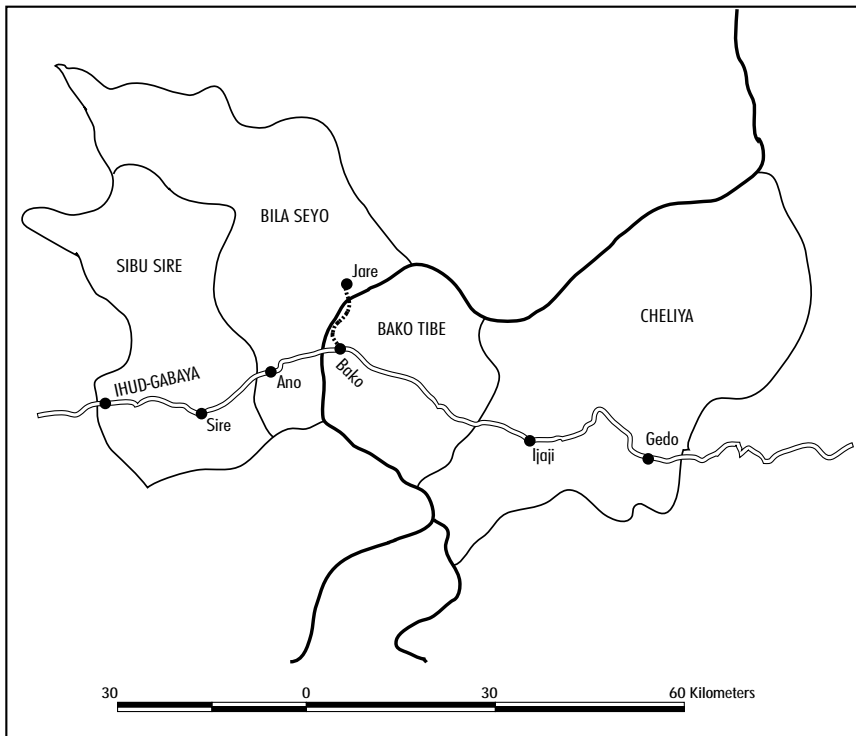 BILA SEYO
SIBU SIRE
Jare
CHELIYA
BAKO TIBE
IHUD-GABAYA
Ano
Bako
Sire
Ijaji
Gedo
30 0 30 60 Kilometers